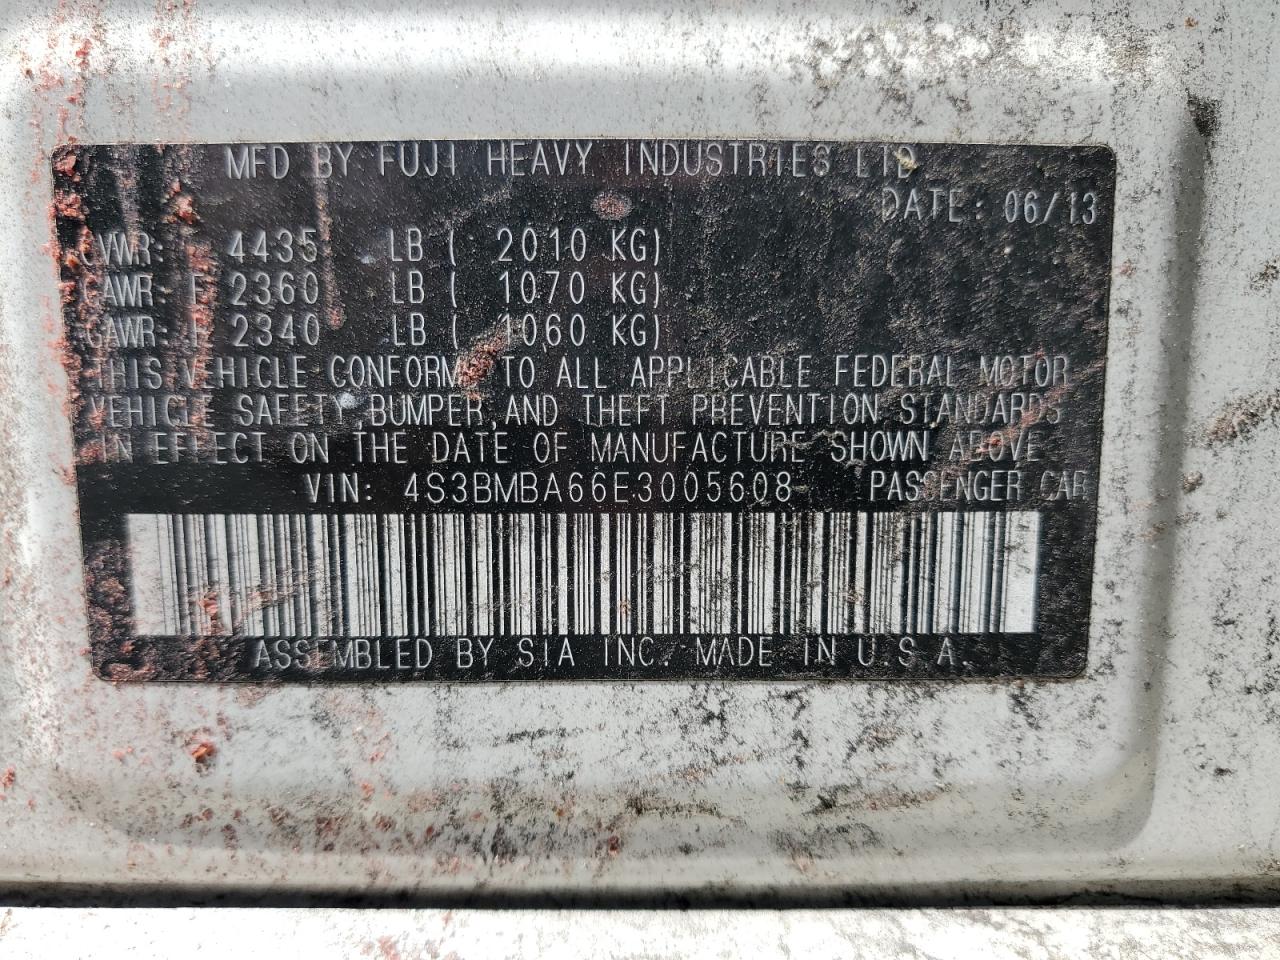 MFD BY FUJI HEAVY INDUSTRIES LTD
DATE: 06/13
GVWR: 4435 LB ( 2010 KG)
GAWR F 2360 LB ( 1070 KG)
GAWR: 2340 LB ( 1060 KG)
THIS VEHICLE CONFORMS TO ALL APPLICABLE FEDERAL MOTOR
VEHICLE SAFETY, BUMPER, AND THEFT PREVENTION STANDARDS
IN EFFECT ON THE DATE OF MANUFACTURE SHOWN ABOVE
VIN: 4S3BMBA66E3005608 PASSENGER CAR
ASSEMBLED BY SIA INC. MADE IN U.S.A.